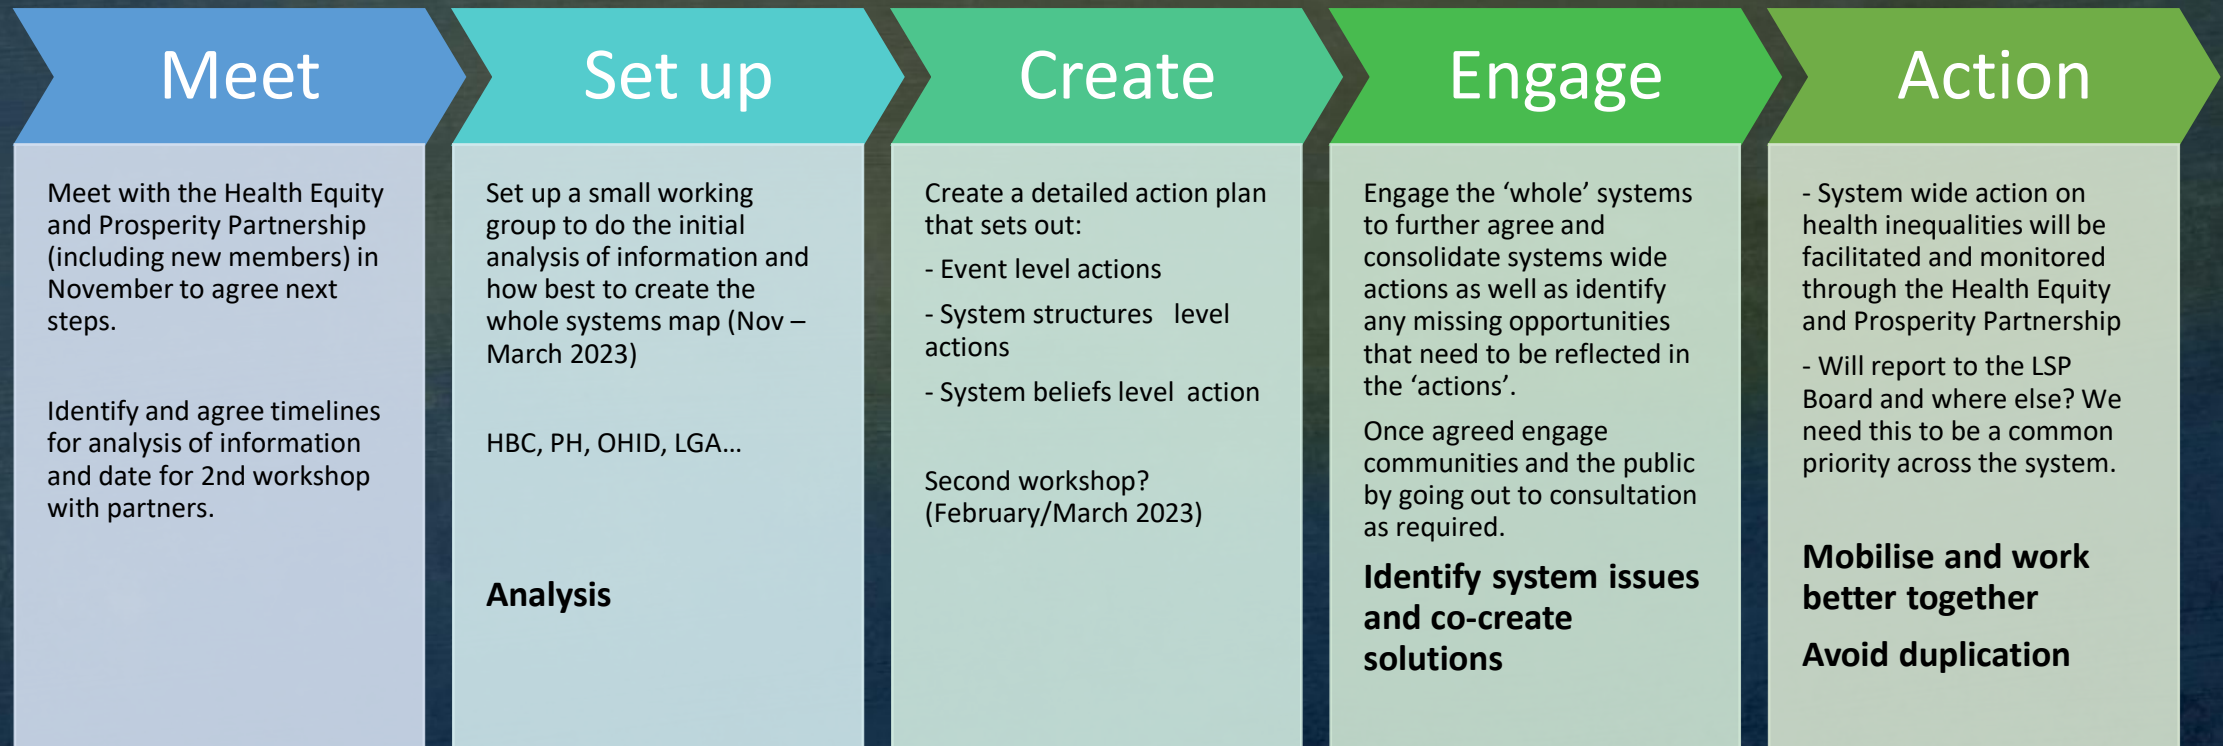 Meet
Meet with the Health Equity
and Prosperity Partnership
(including new members) in
November to agree next
steps.
Identify and agree timelines
for analysis of information
and date for 2nd workshop
with partners.
Set up
Set up a small working
group to do the initial
analysis of information and
how best to create the
whole systems map (Nov –
March 2023)
HBC, PH, OHID, LGA…
Analysis
Create
Create a detailed action plan
that sets out:
- Event level actions
- System structures level
actions
- System beliefs level action
Second workshop?
(February/March 2023)
Engage
Engage the ‘whole’ systems
to further agree and
consolidate systems wide
actions as well as identify
any missing opportunities
that need to be reflected in
the ‘actions’.
Once agreed engage
communities and the public
by going out to consultation
as required.
Identify system issues
and co-create
solutions
Action
- System wide action on
health inequalities will be
facilitated and monitored
through the Health Equity
and Prosperity Partnership
- Will report to the LSP
Board and where else? We
need this to be a common
priority across the system.
Mobilise and work
better together
Avoid duplication